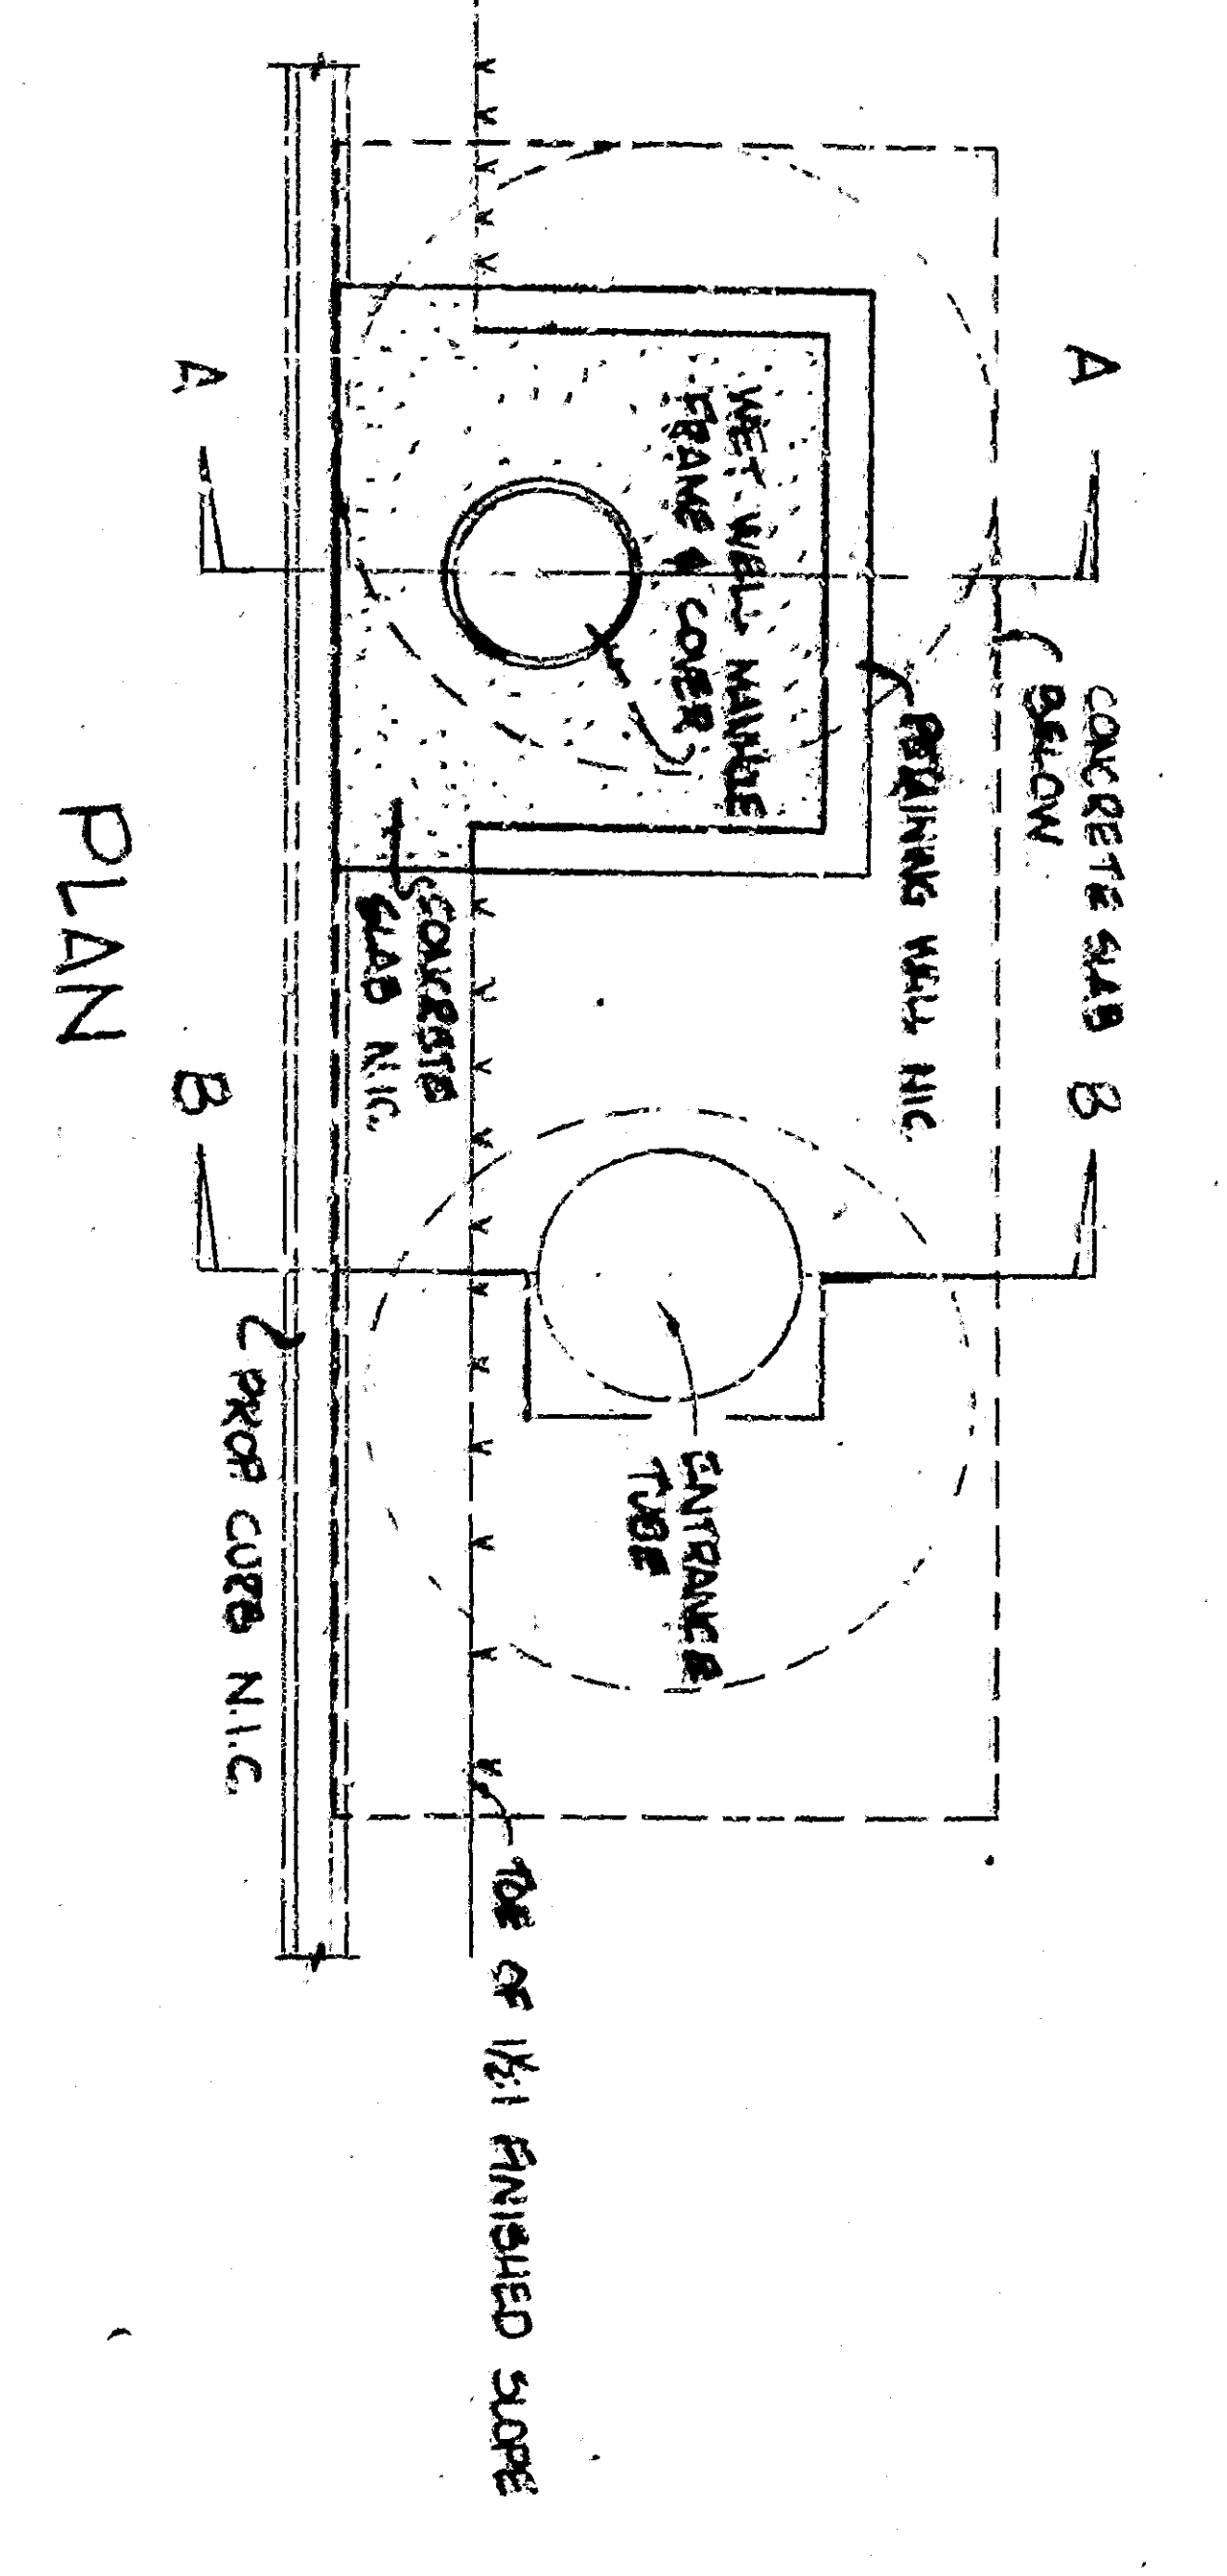 A
A
CONCRETE SLAB
BELOW
RETAINING WALL NIC.
WET WELL MANHOLE
FRAME & COVER
CONCRETE
SLAB N.I.C.
B
B
ENTRANCE
TUBE
TOE OF 1½:1 FINISHED SLOPE
PROP. CURB N.I.C.
PLAN